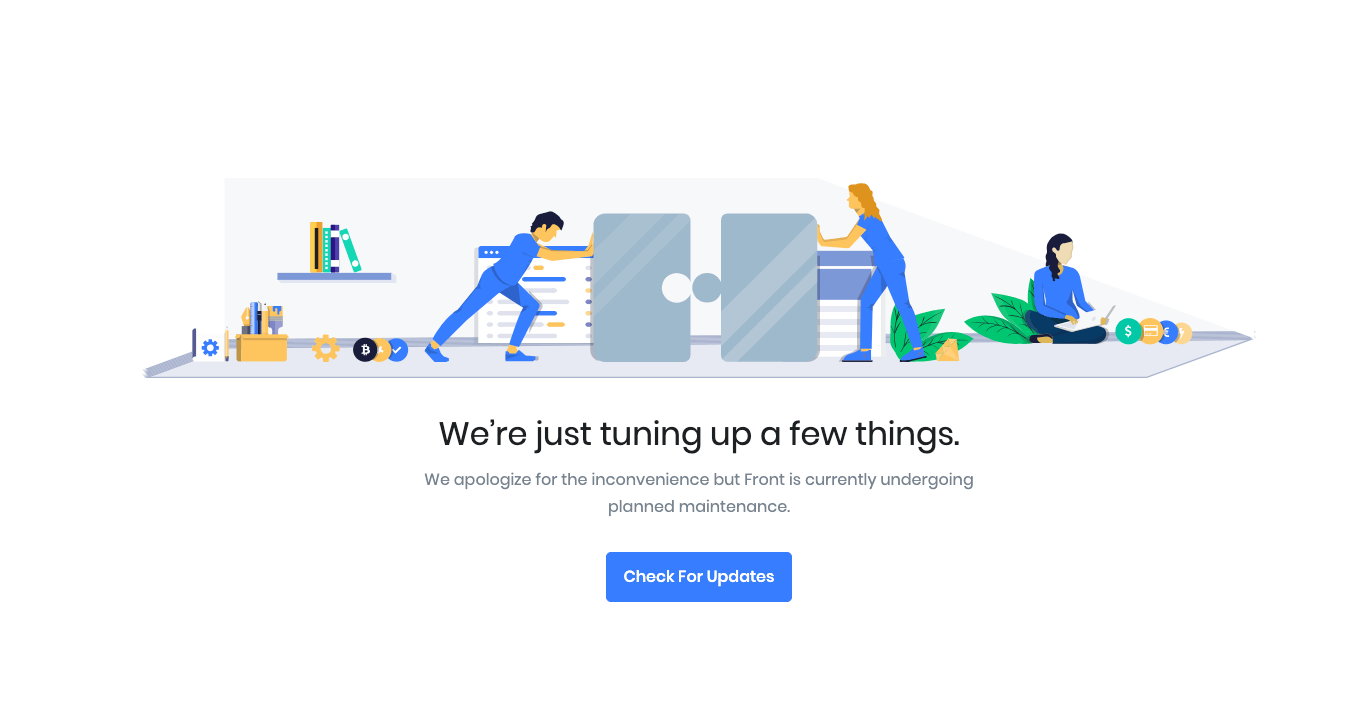 We’re just tuning up a few things.
We apologize for the inconvenience but Front is currently undergoing
planned maintenance.
Check For Updates